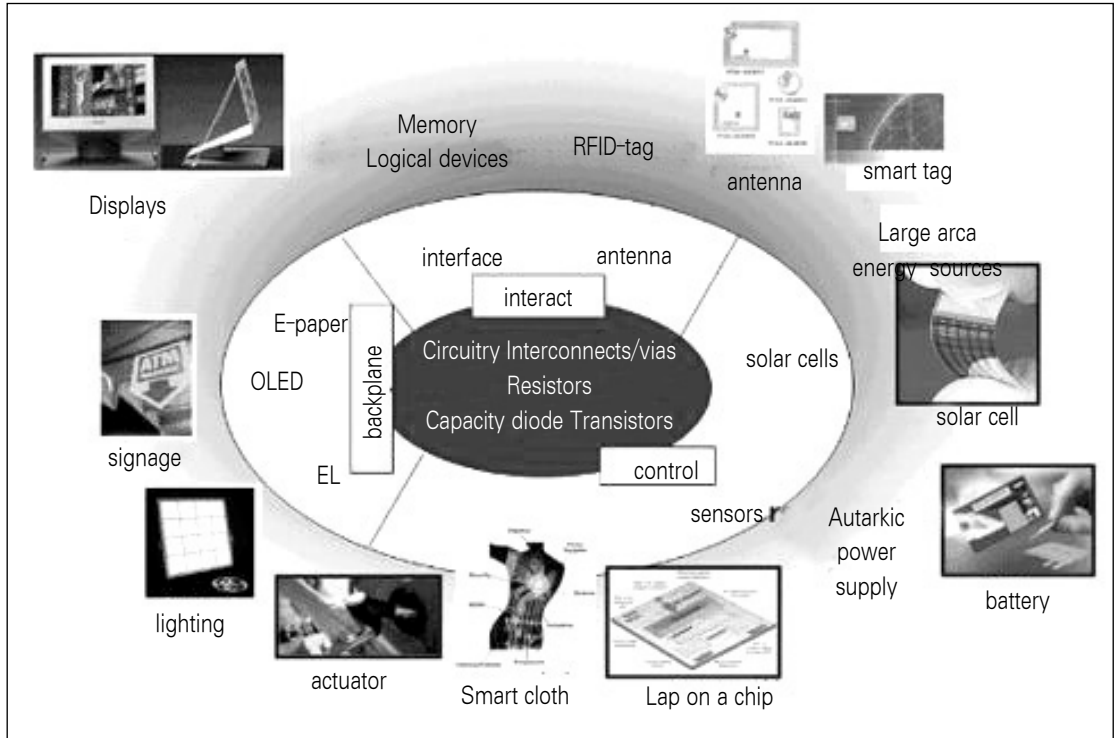 Memory
Logical devices
RFID-tag
antenna
smart tag
Displays
Large arca
energy sources
interface
antenna
interact
E-paper
OLED
EL
backplane
Circuitry Interconnects/vias
Resistors
Capacity diode Transistors
solar cells
control
sensors r
ATM
signage
solar cell
lighting
Autarkic
power
supply
battery
actuator
Smart cloth
Lap on a chip